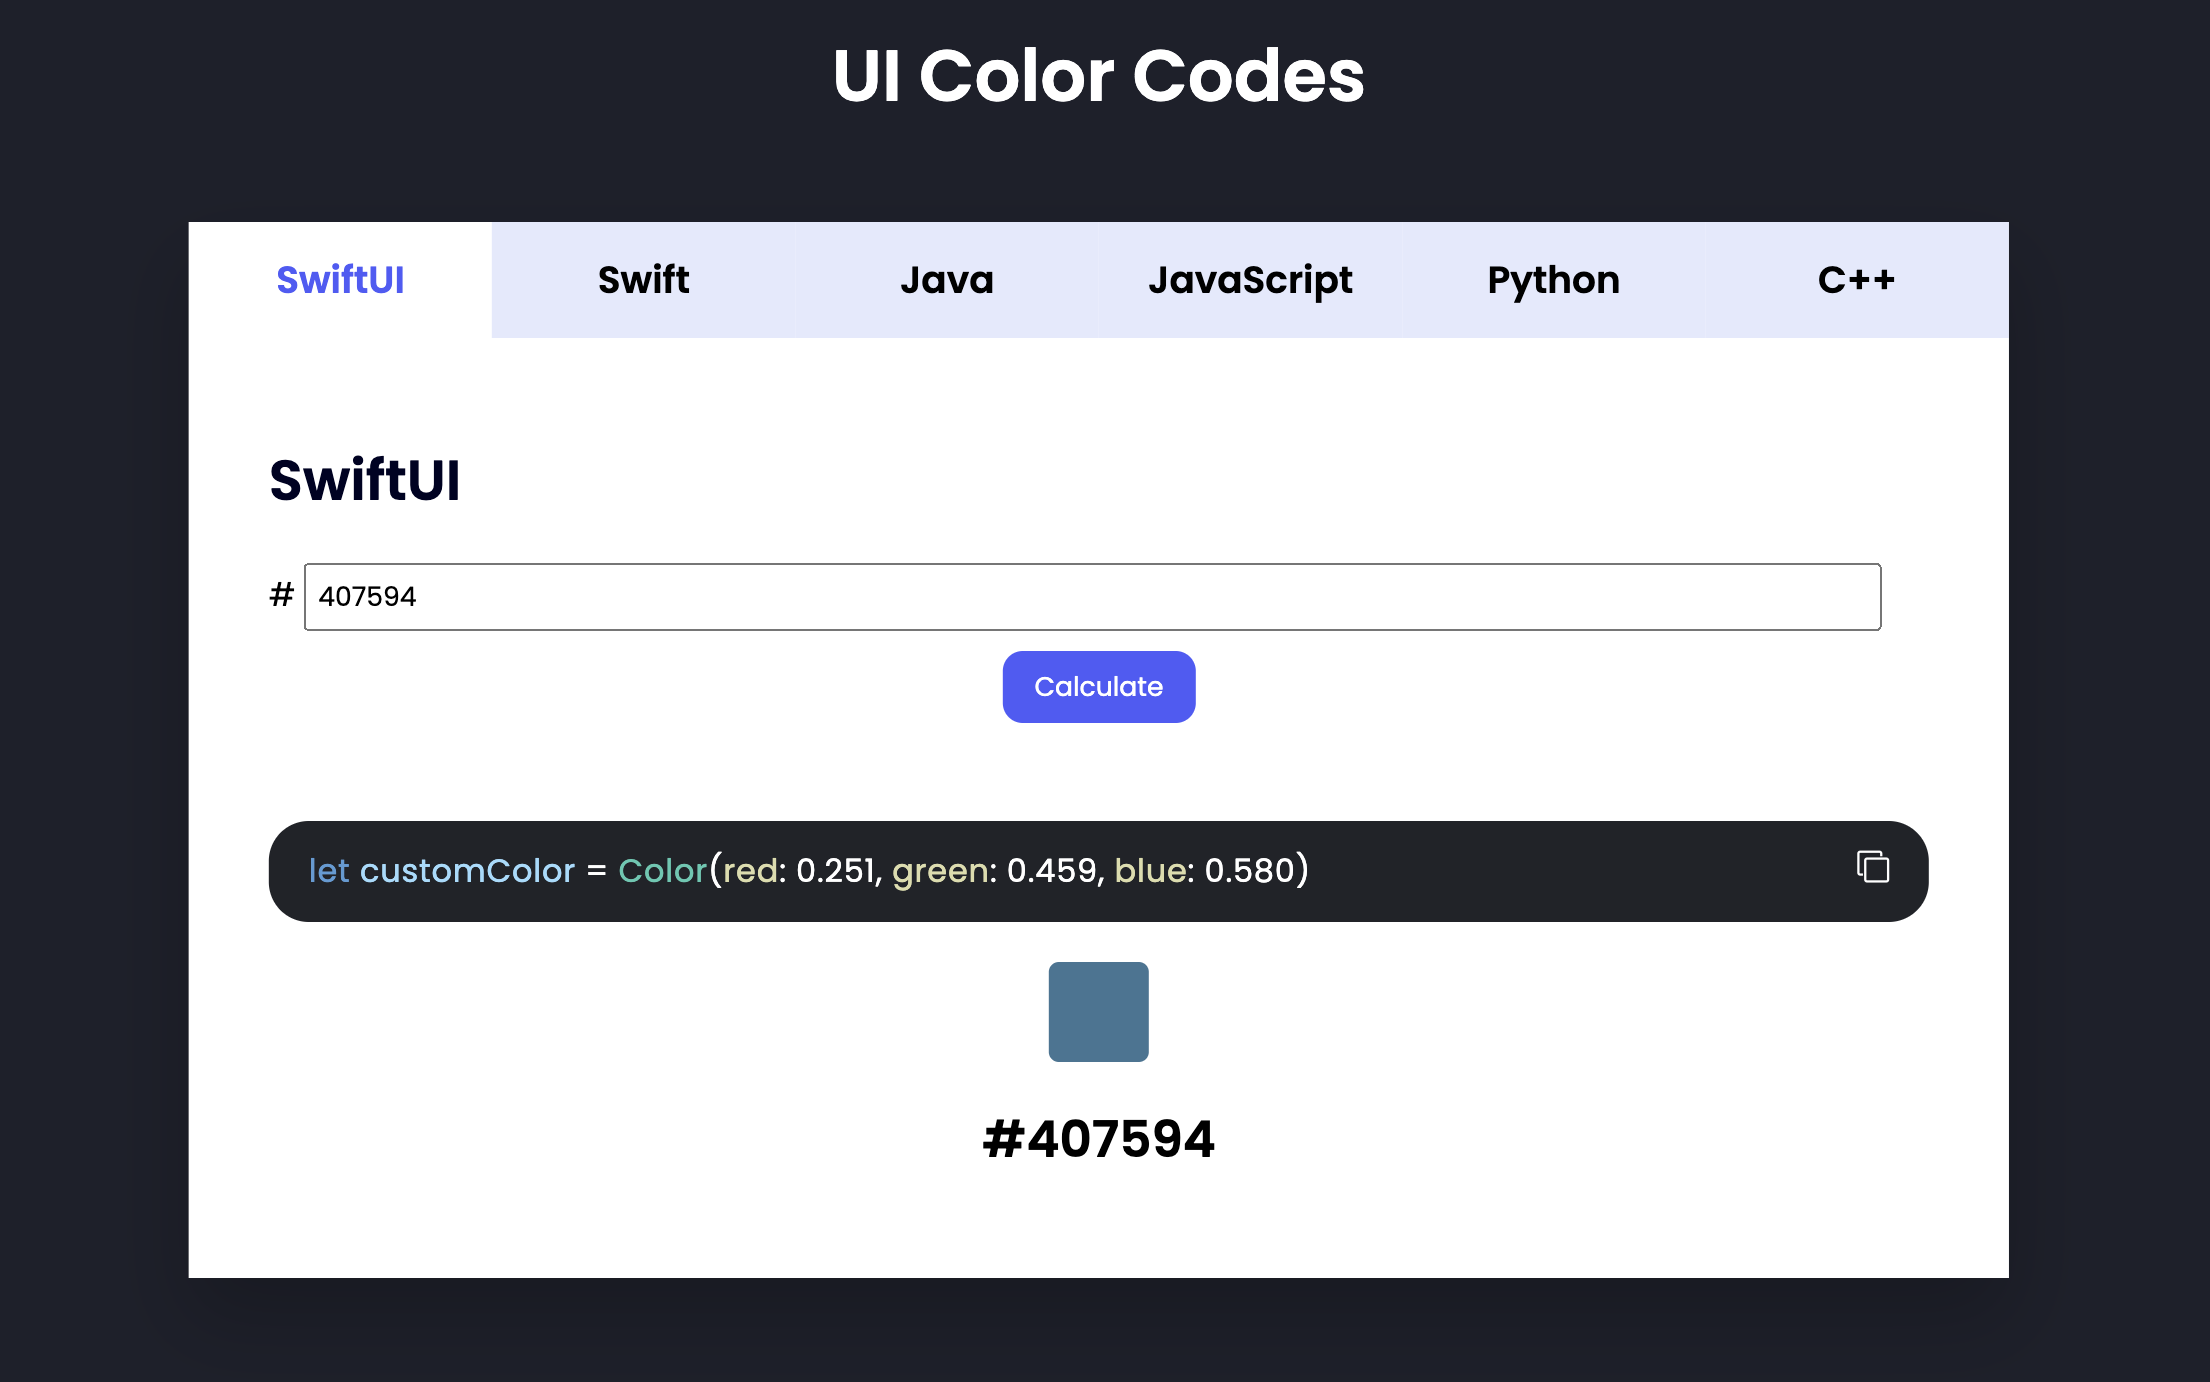 UI Color Codes
SwiftUI Swift Java JavaScript Python C++
SwiftUI
# 407594
Calculate
let customColor = Color(red: 0.251, green: 0.459, blue: 0.580)
#407594